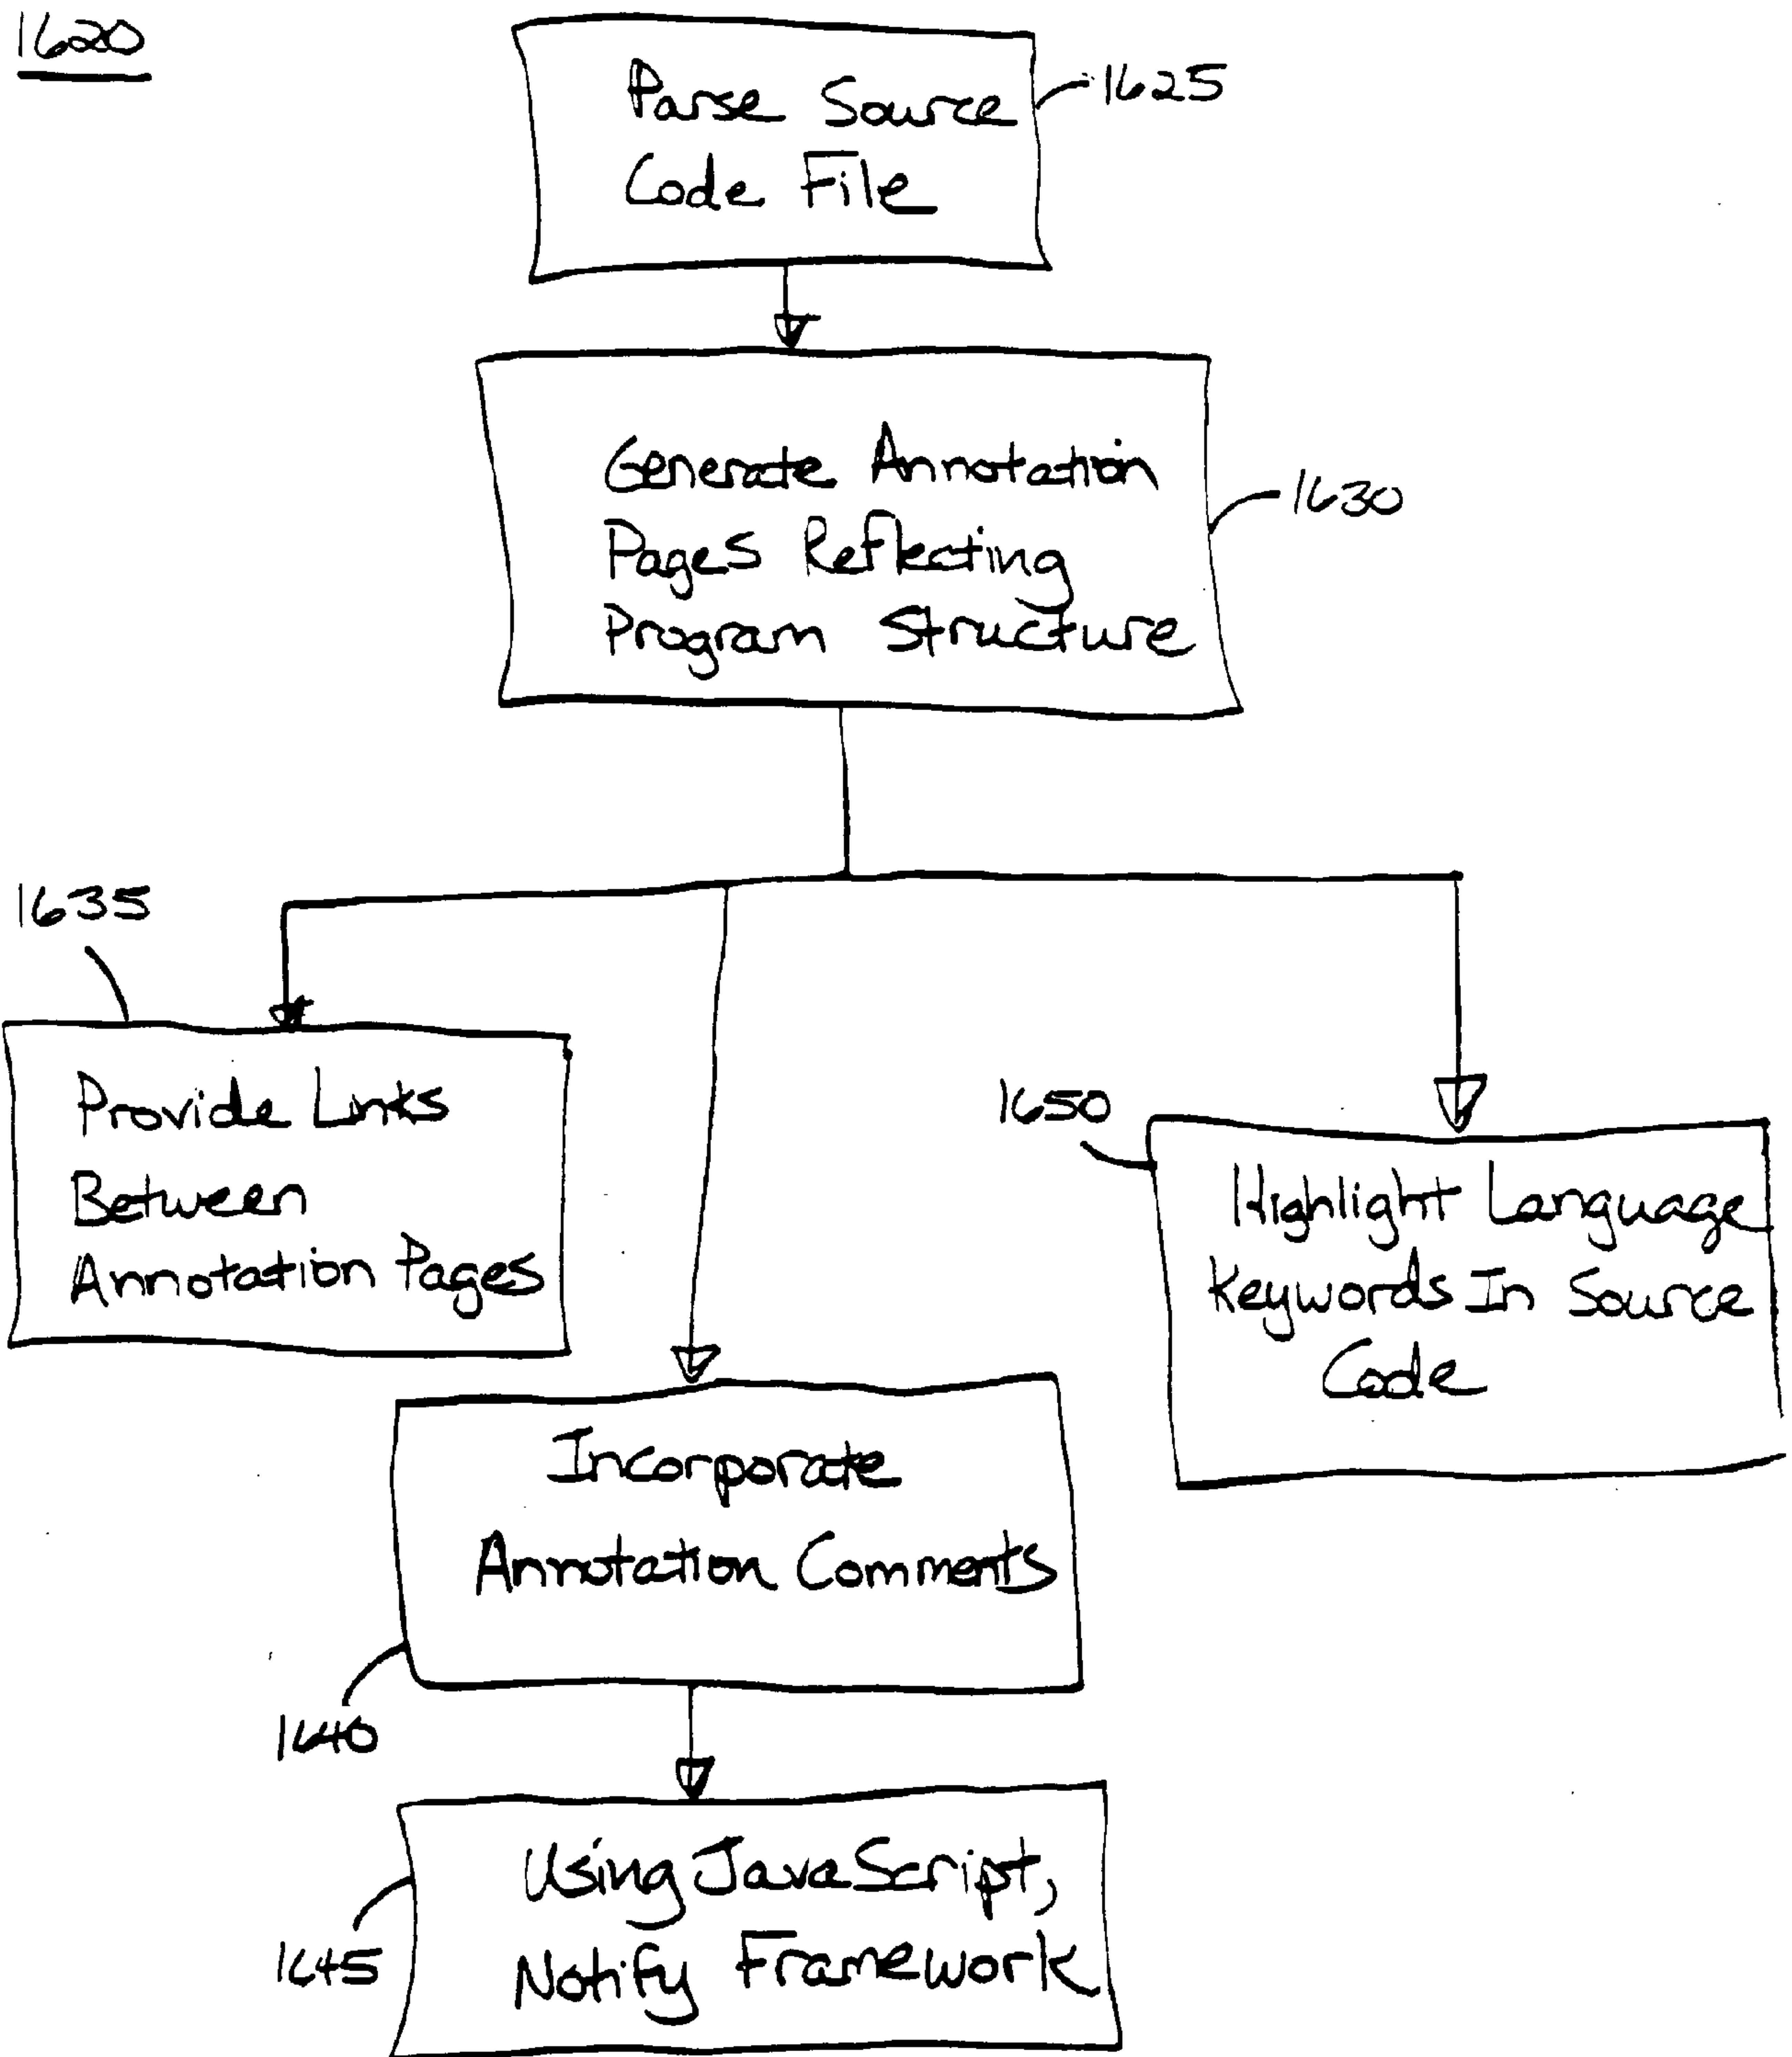 1620
Parse Source
Code File
1625
Generate Annotation
Pages Reflecting
Program Structure
1630
1635
Provide Links
Between
Annotation Pages
1650
Highlight Language
Keywords In Source
Code
Incorporate
Annotation Comments
1640
Using JavaScript,
Notify Framework
1645